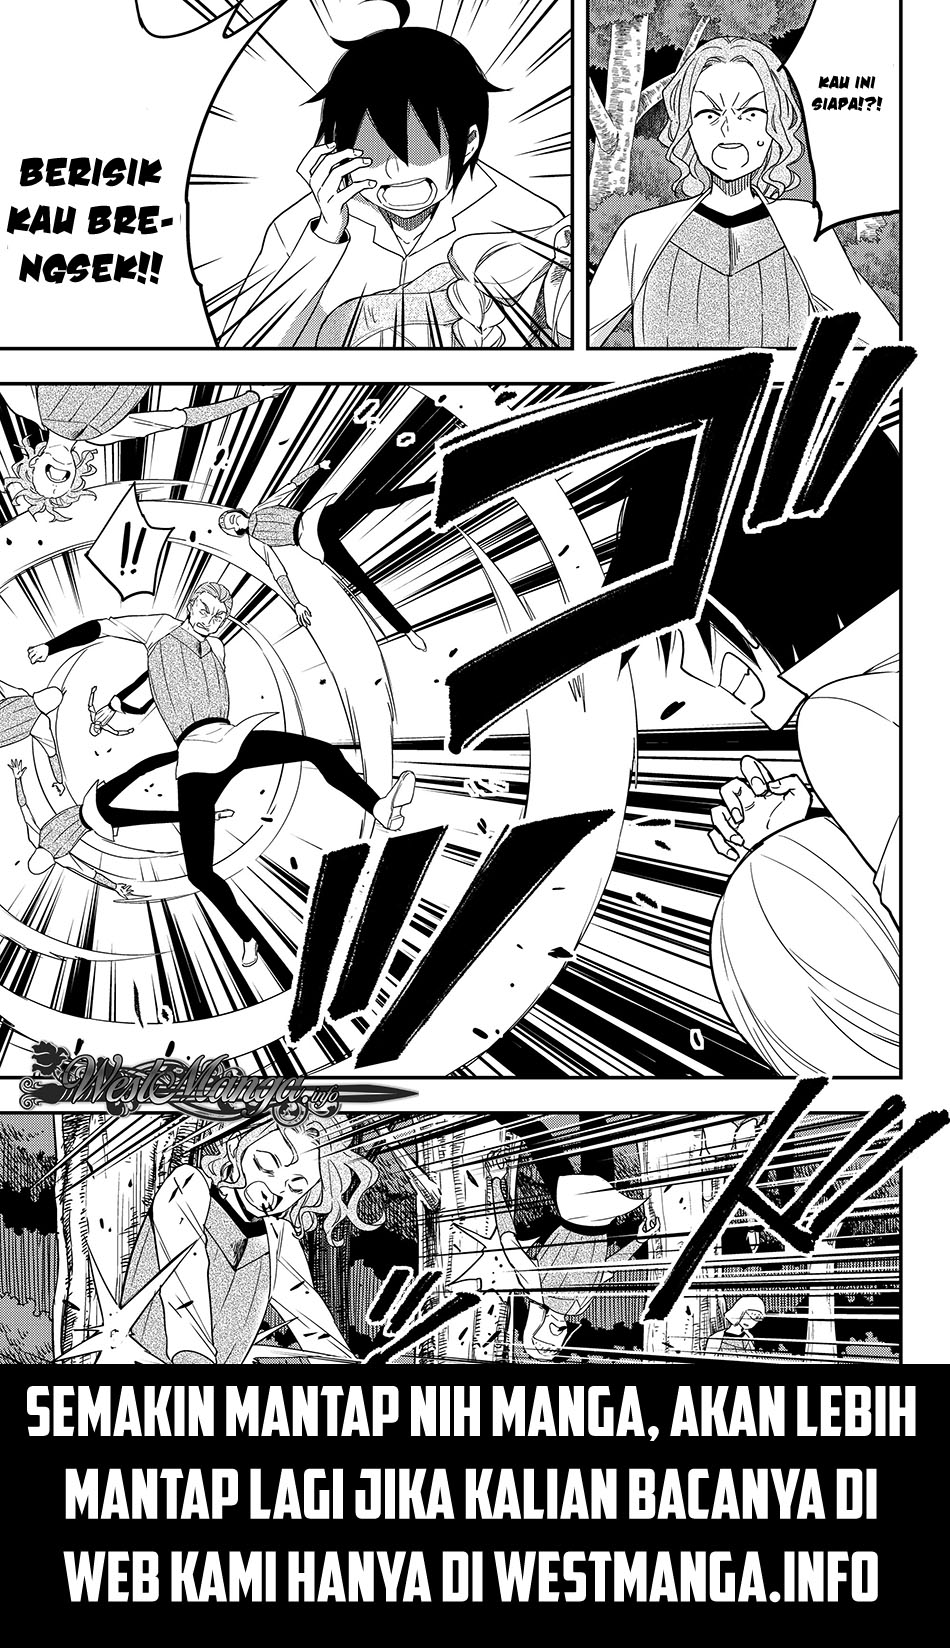 KAU INI
SIAPA!?!
BERISIK
KAU BRE-
NGSEK!!
!!
ゴ
WestManga.info
ドッ
SEMAKIN MANTAP NIH MANGA, AKAN LEBIH
MANTAP LAGI JIKA KALIAN BACANYA DI
WEB KAMI HANYA DI WESTMANGA.INFO